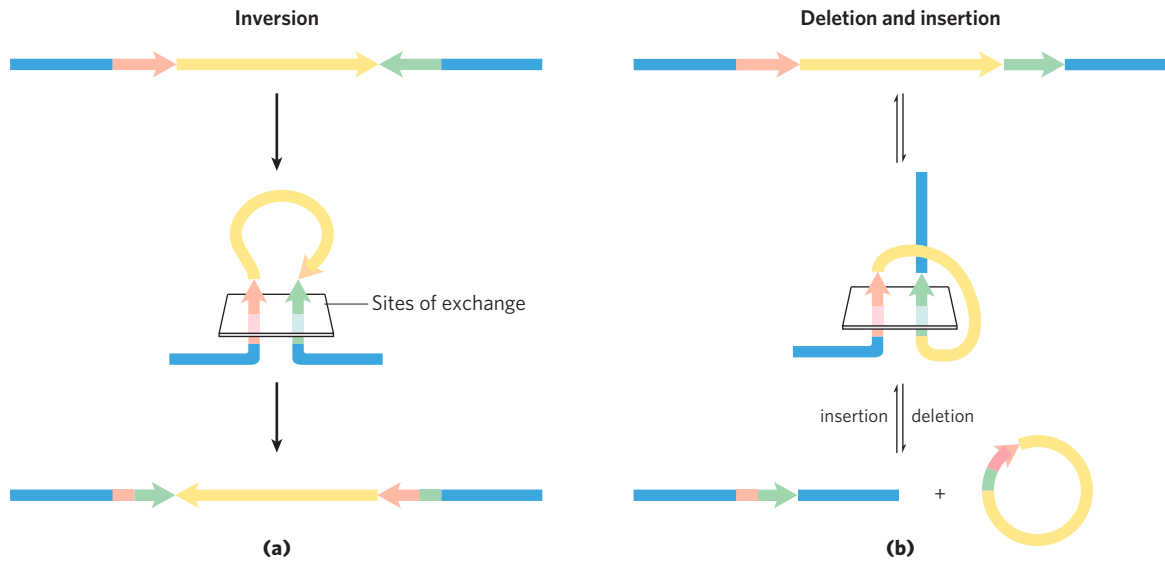 Inversion
Deletion and insertion
Sites of exchange
insertion
deletion
+
(a)
(b)